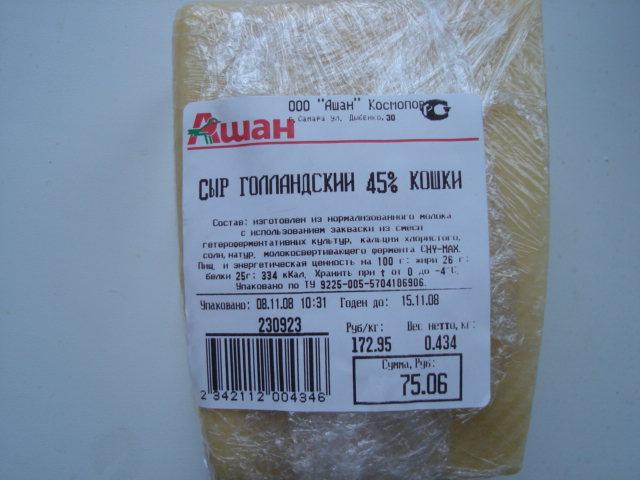 ООО "Ашан" Космопор
РСТ
Ашан
г. Самара ул. Дыбенко, 30
СЫР ГОЛЛАНДСКИЙ 45% КОШКИ
Состав: изготовлен из нормализованного молока
с использованием закваски из смеси
гетероферментативных культур, кальция хлористого,
соли, натур. молокосвертивающего фермента CHY-MAX.
Пищ. и энергетическая ценность на 100 г: жири 26 г;
белки 25г; 334 кКал, Хранить при t от 0 до -4°С.
Упаковано по ТУ 9225-005-5704106906.
Упаковано: 08.11.08 10:31 Годен до: 15.11.08
230923
Руб/кг: Вес нетто, кг:
172.95 0.434
Сумма, Руб:
75.06
2 342112 004346